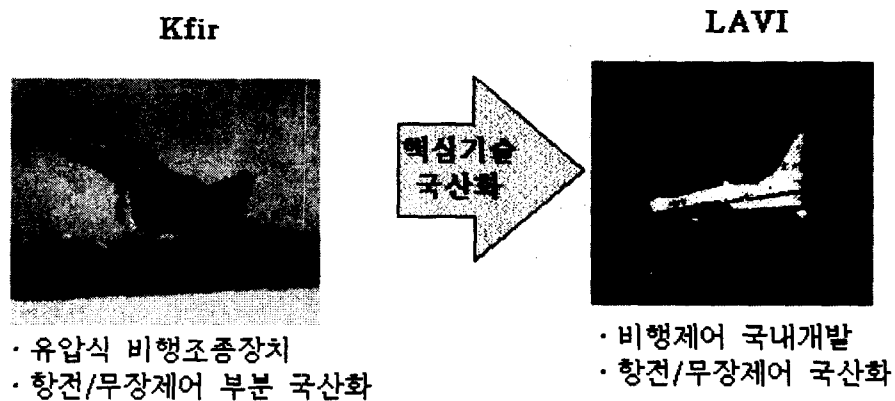 Kfir
LAVI
핵심기술
국산화
· 유압식 비행조종장치
· 항전/무장제어 부분 국산화
· 비행제어 국내개발
· 항전/무장제어 국산화